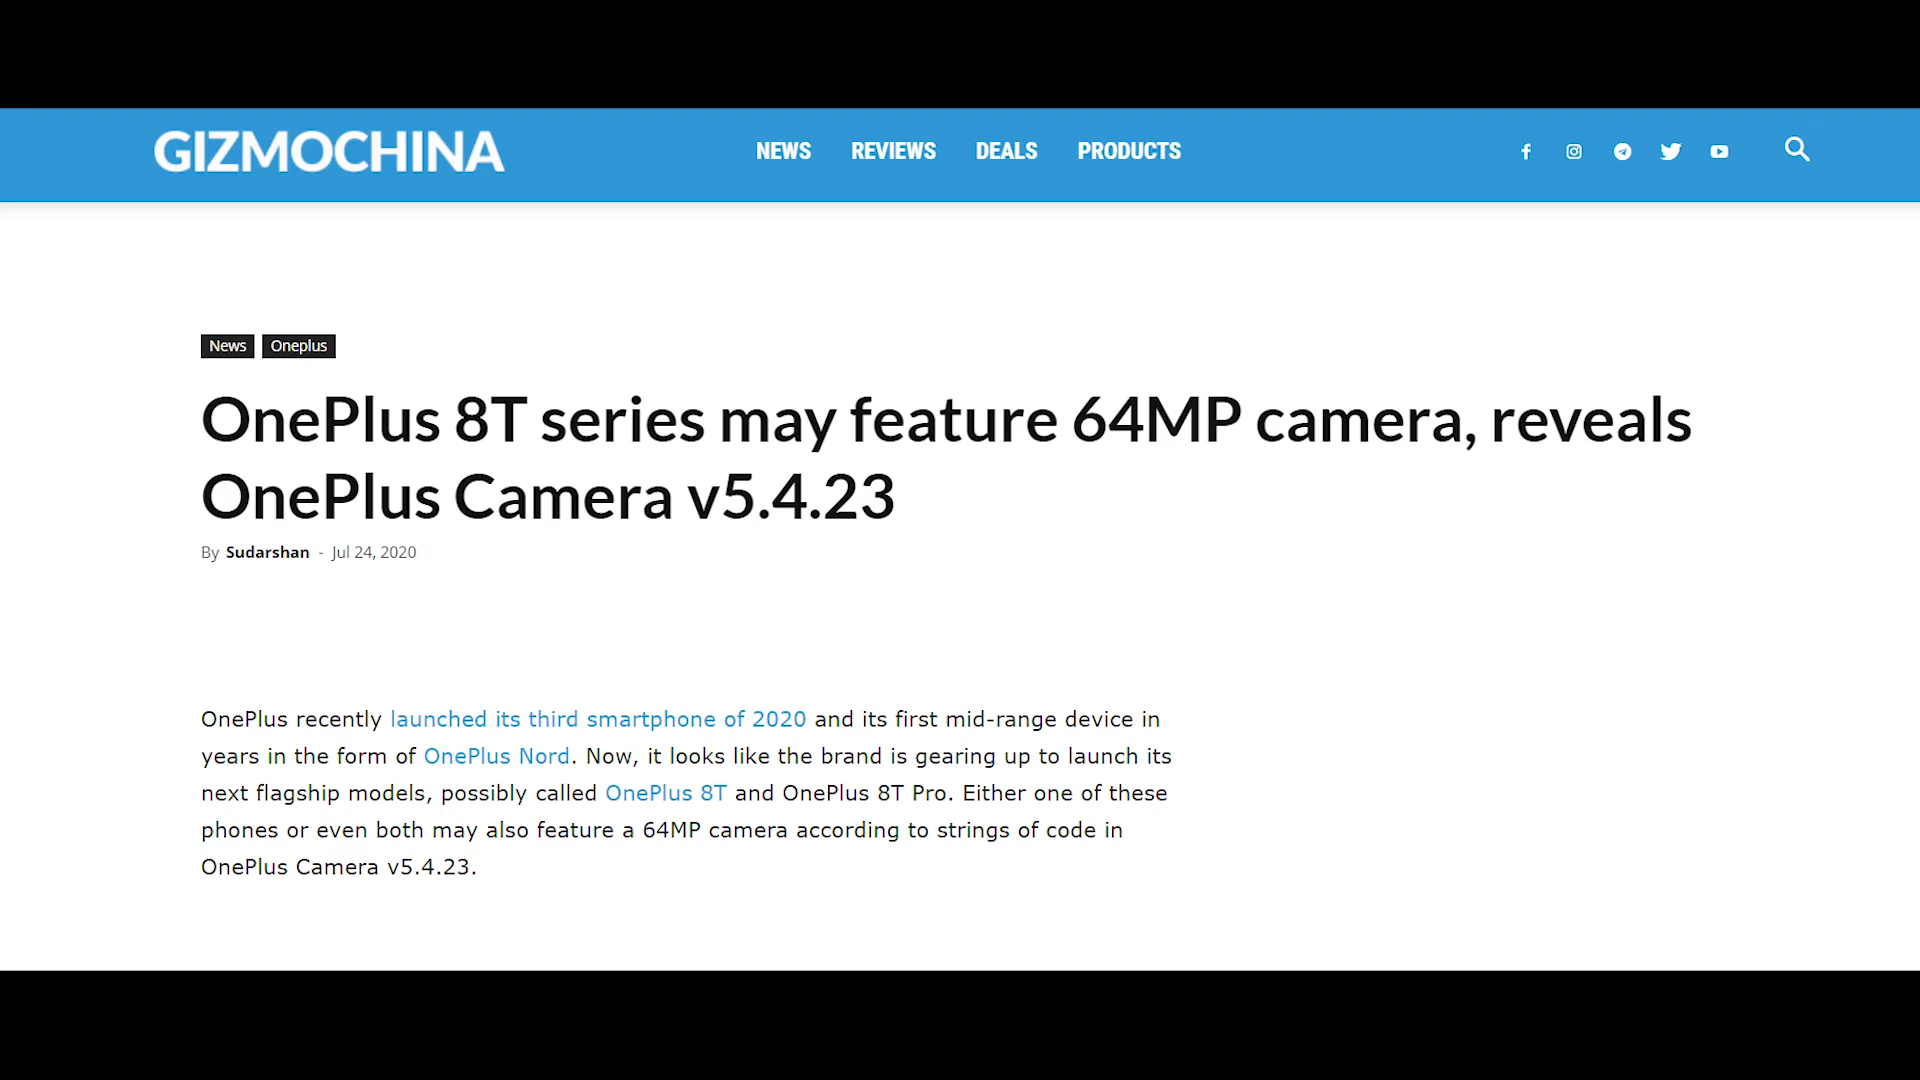 GIZMOCHINA
NEWS REVIEWS DEALS PRODUCTS
News Oneplus
OnePlus 8T series may feature 64MP camera, reveals
OnePlus Camera v5.4.23
By Sudarshan - Jul 24, 2020
OnePlus recently launched its third smartphone of 2020 and its first mid-range device in
years in the form of OnePlus Nord. Now, it looks like the brand is gearing up to launch its
next flagship models, possibly called OnePlus 8T and OnePlus 8T Pro. Either one of these
phones or even both may also feature a 64MP camera according to strings of code in
OnePlus Camera v5.4.23.